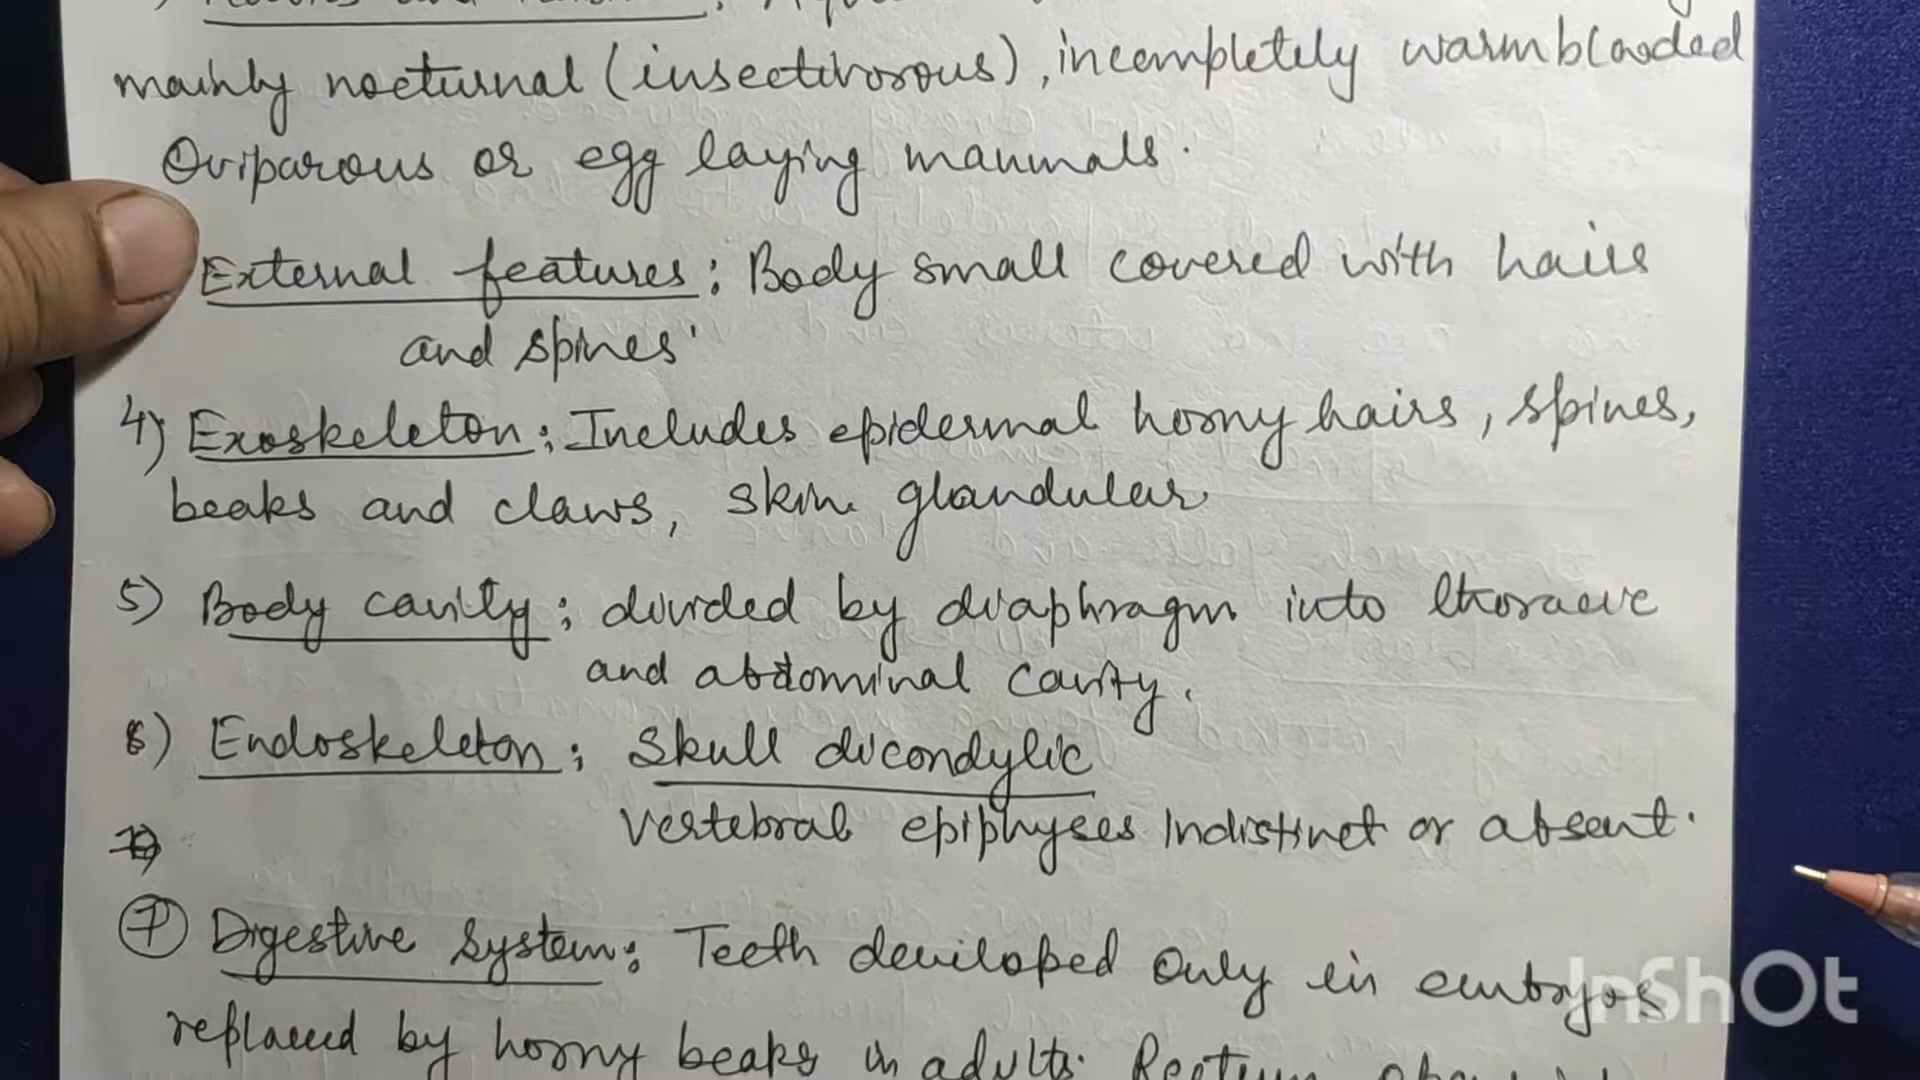 mainly nocturnal (insectivorous), incompletely warmblooded
Oviparous or egg laying mammals.
External features: Body small covered with hairs
and spines.
4) Exoskeleton: Includes epidermal horny hairs, spines,
beaks and claws, skin glandular
5) Body cavity: divided by diaphragm into thoracic
and abdominal cavity.
6) Endoskeleton: Skull dicondylic
Vertebral epiphyses Indistinct or absent.
7) Digestive system: Teeth deviloped Only in embryos
replaced by horny beaks in adults. Rectum
InShOt